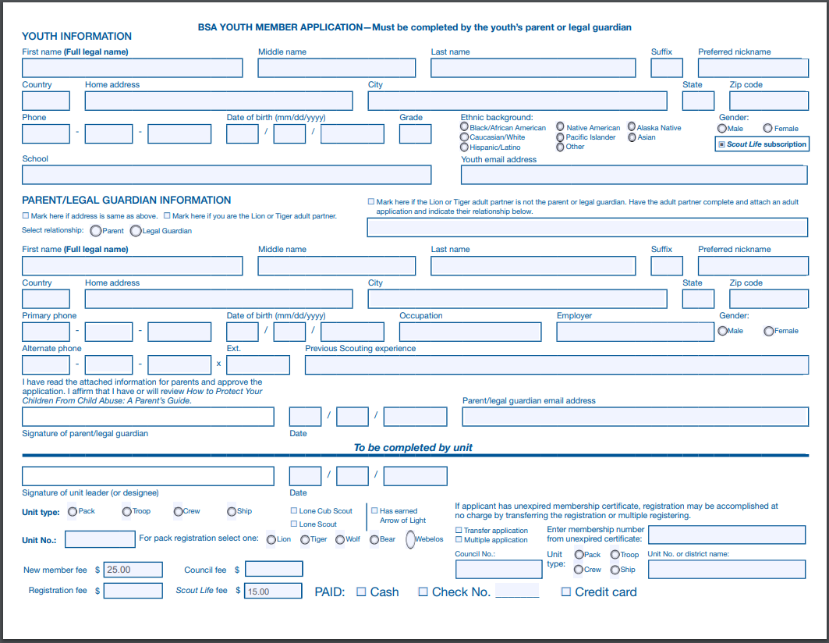 BSA YOUTH MEMBER APPLICATION—Must be completed by the youth's parent or legal guardian
YOUTH INFORMATION
First name (Full legal name) Middle name Last name Suffix Preferred nickname
Country Home address City State Zip code
Phone Date of birth (mm/dd/yyyy) Grade Ethnic background: Gender:
- - / / Black/African American Native American Alaska Native Male Female
Caucasian/White Pacific Islander Asian
Hispanic/Latino Other Scout Life subscription
School Youth email address
PARENT/LEGAL GUARDIAN INFORMATION
Mark here if the Lion or Tiger adult partner is not the parent or legal guardian. Have the adult partner complete and attach an adult
application and indicate their relationship below.
Mark here if address is same as above. Mark here if you are the Lion or Tiger adult partner.
Select relationship: Parent Legal Guardian
First name (Full legal name) Middle name Last name Suffix Preferred nickname
Country Home address City State Zip code
Primary phone Date of birth (mm/dd/yyyy) Occupation Employer Gender:
- - / / Male Female
Alternate phone Ext. Previous Scouting experience
- - x
I have read the attached information for parents and approve the
application. I affirm that I have or will review How to Protect Your
Children From Child Abuse: A Parent's Guide. Parent/legal guardian email address
/ /
Signature of parent/legal guardian Date
To be completed by unit
/ /
Signature of unit leader (or designee) Date
Unit type: Pack Troop Crew Ship Lone Cub Scout Has earned
Lone Scout Arrow of Light
If applicant has unexpired membership certificate, registration may be accomplished at
no charge by transferring the registration or multiple registering.
Transfer application Enter membership number
Multiple application from unexpired certificate:
Unit No.: For pack registration select one: Lion Tiger Wolf Bear Webelos
Council No.: Unit type: Pack Troop Unit No. or district name:
Crew Ship
New member fee $ 25.00 Council fee $
Registration fee $ Scout Life fee $ 15.00 PAID: Cash Check No. Credit card